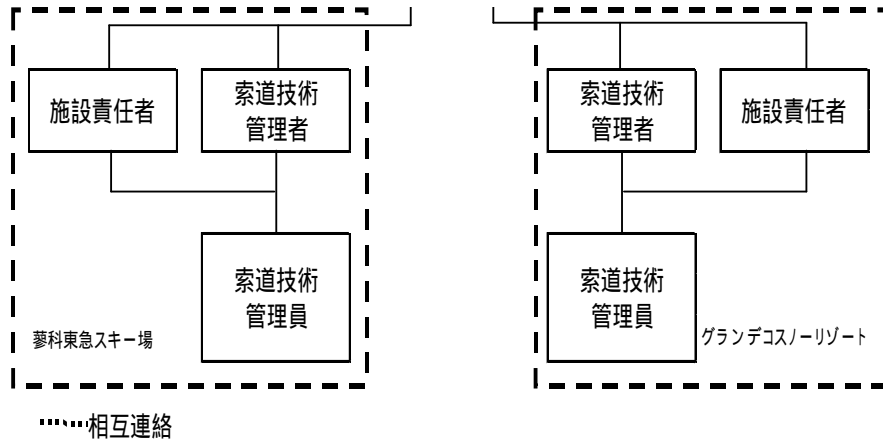 施設責任者
索道技術
管理者
索道技術
管理者
施設責任者
索道技術
管理員
蓼科東急スキー場
索道技術
管理員
グランデコスノーリゾート
相互連絡